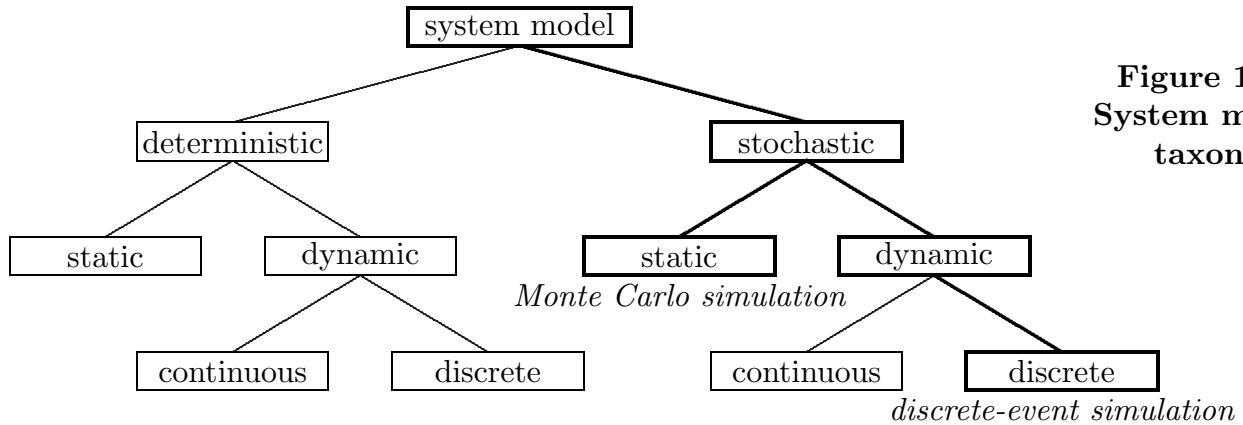 system model
Figure 1
System m
taxon
deterministic
stochastic
static
dynamic
static
dynamic
Monte Carlo simulation
continuous
discrete
continuous
discrete
discrete-event simulation